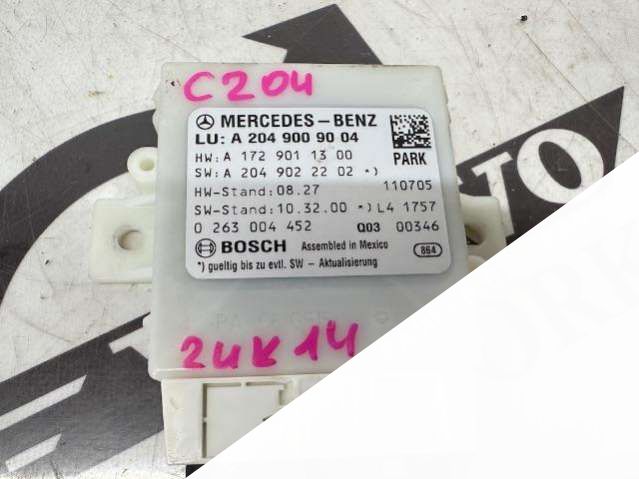 C204
MERCEDES-BENZ
LU: A 204 900 90 04
HW: A 172 901 13 00
SW: A 204 902 22 02 *)
PARK
HW-Stand: 08.27 110705
SW-Stand: 10.32.00 *) L4 1757
0 263 004 452 Q03 00346
BOSCH Assembled in Mexico 864
*) gueltig bis zu evtl. SW - Aktualisierung
24K14